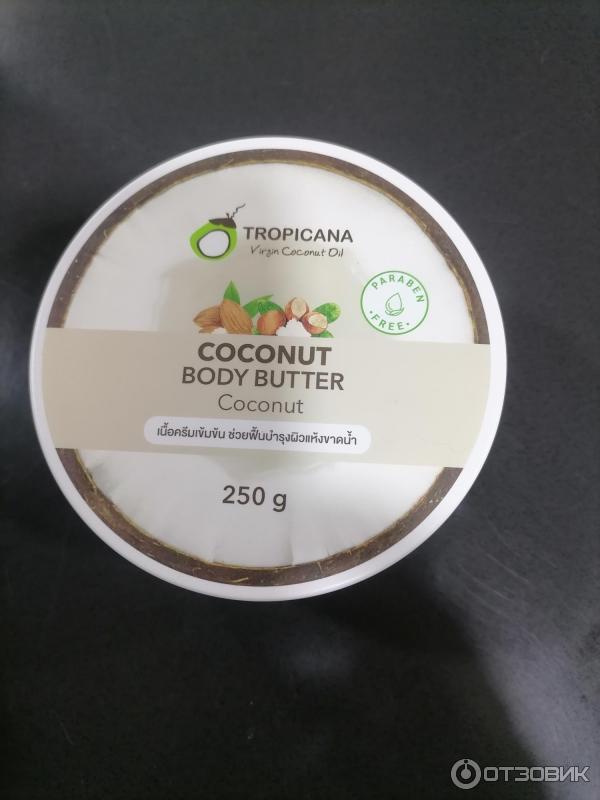 TROPICANA
Virgin Coconut Oil
PARABEN
• FREE •
COCONUT
BODY BUTTER
Coconut
เนื้อครีมเข้มข้น ช่วยฟื้นบำรุงผิวแห้งขาดน้ำ
250 g
ОТЗОВИК